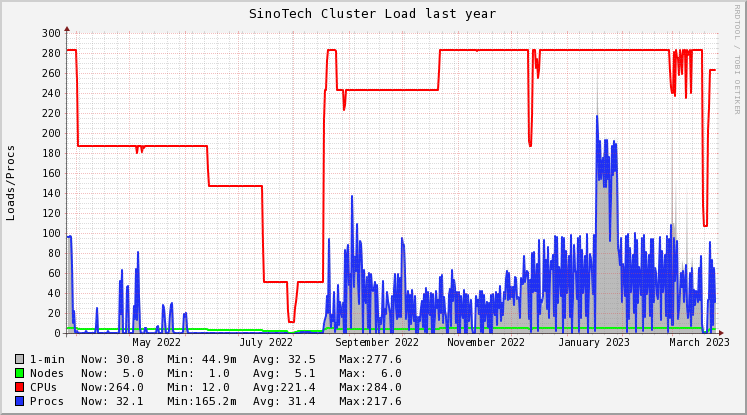 SinoTech Cluster Load last year
RRDTOOL / TOBI OETIKER
Loads/Procs
300
280
260
240
220
200
180
160
140
120
100
80
60
40
20
0
May 2022 July 2022 September 2022 November 2022 January 2023 March 2023
1-min Now: 30.8 Min: 44.9m Avg: 32.5 Max:277.6
Nodes Now: 5.0 Min: 1.0 Avg: 5.1 Max: 6.0
CPUs Now:264.0 Min: 12.0 Avg:221.4 Max:284.0
Procs Now: 32.1 Min:165.2m Avg: 31.4 Max:217.6